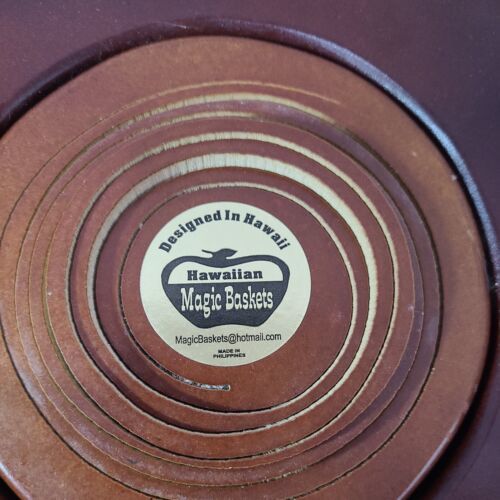 Designed In Hawaii
Hawaiian
Magic Baskets
MagicBaskets@hotmail.com
MADE IN
PHILIPPINES